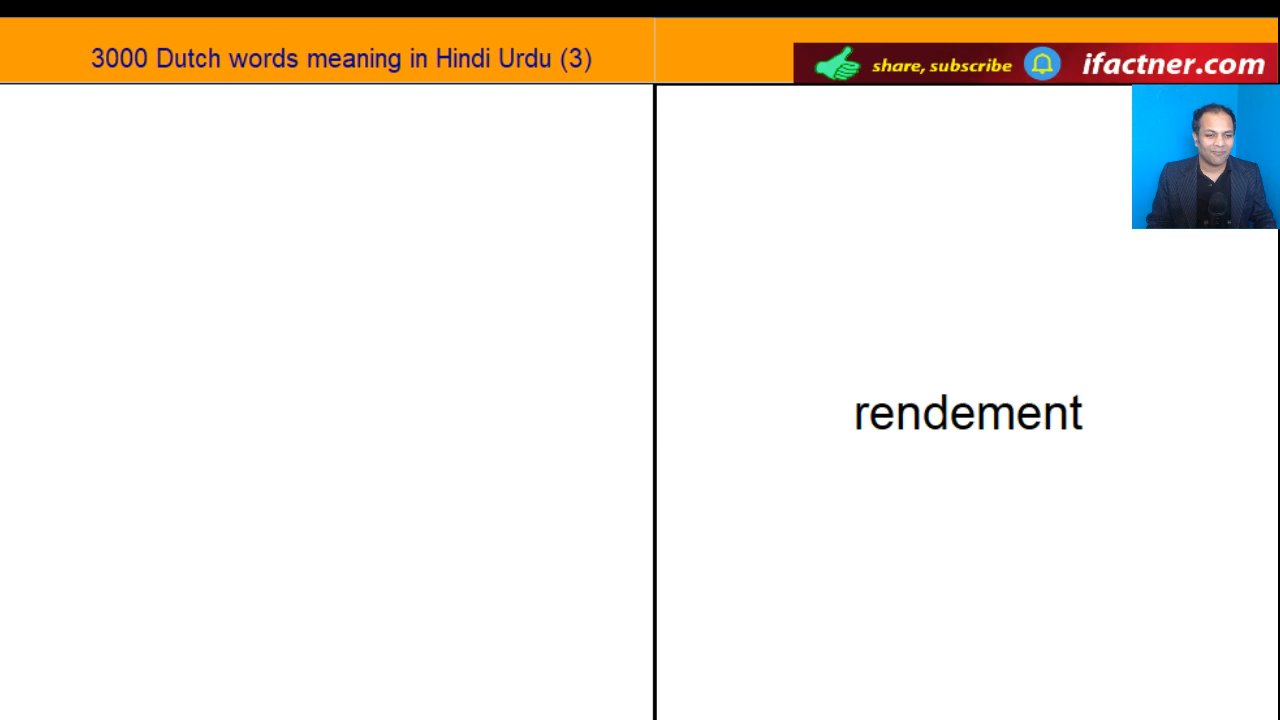 3000 Dutch words meaning in Hindi Urdu (3)
share, subscribe
ifactner.com
rendement